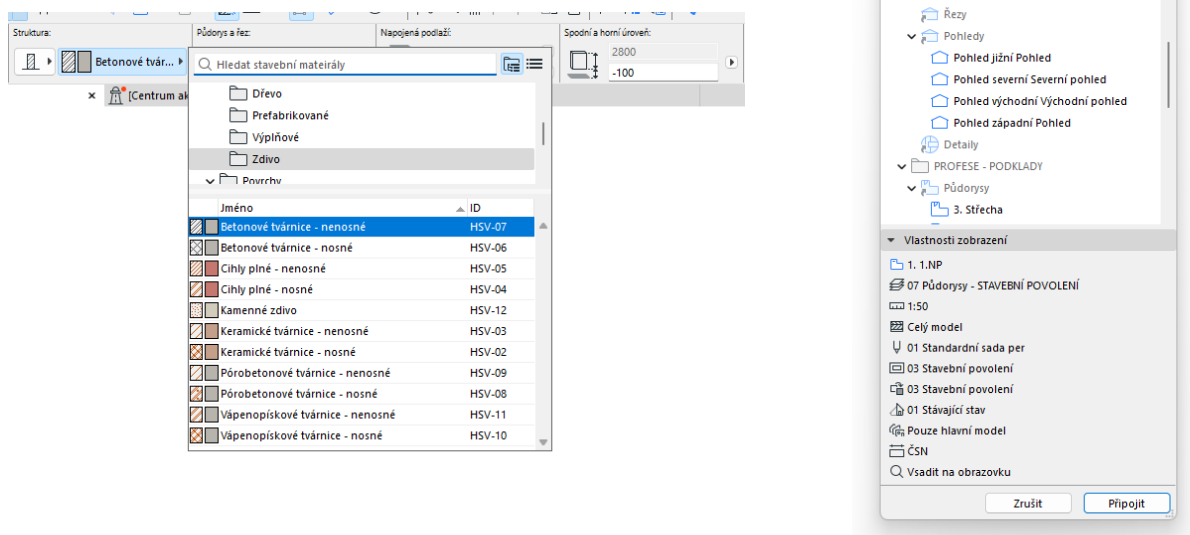 Struktura:
Půdorys a řez:
Napojená podlaží:
Spodní a horní úroveň:
Betonové tvár...
2800
-100
Hledat stavební mateirály
[Centrum ak
Dřevo
Prefabrikované
Výplňové
Zdivo
Povrchy
Jméno ID
Betonové tvárnice - nenosné HSV-07
Betonové tvárnice - nosné HSV-06
Cihly plné - nenosné HSV-05
Cihly plné - nosné HSV-04
Kamenné zdivo HSV-12
Keramické tvárnice - nenosné HSV-03
Keramické tvárnice - nosné HSV-02
Pórobetonové tvárnice - nenosné HSV-09
Pórobetonové tvárnice - nosné HSV-08
Vápenopískové tvárnice - nenosné HSV-11
Vápenopískové tvárnice - nosné HSV-10
Řezy
Pohledy
Pohled jižní Pohled
Pohled severní Severní pohled
Pohled východní Východní pohled
Pohled západní Pohled
Detaily
PROFESE - PODKLADY
Půdorysy
3. Střecha
Vlastnosti zobrazení
1. 1.NP
07 Půdorysy - STAVEBNÍ POVOLENÍ
1:50
Celý model
01 Standardní sada per
03 Stavební povolení
03 Stavební povolení
01 Stávající stav
Pouze hlavní model
ČSN
Vsadit na obrazovku
Zrušit
Připojit